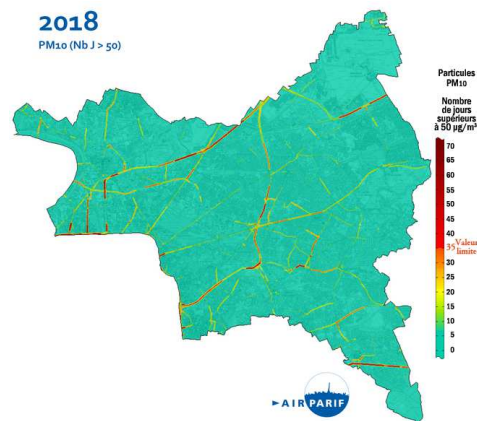 2018
PM10 (Nb J > 50)
Particules
PM10
Nombre
de jours
supérieurs
à 50 µg/m³
70
65
60
55
50
45
40
35 Valeur
limite
30
25
20
15
10
5
0
AIRPARIF